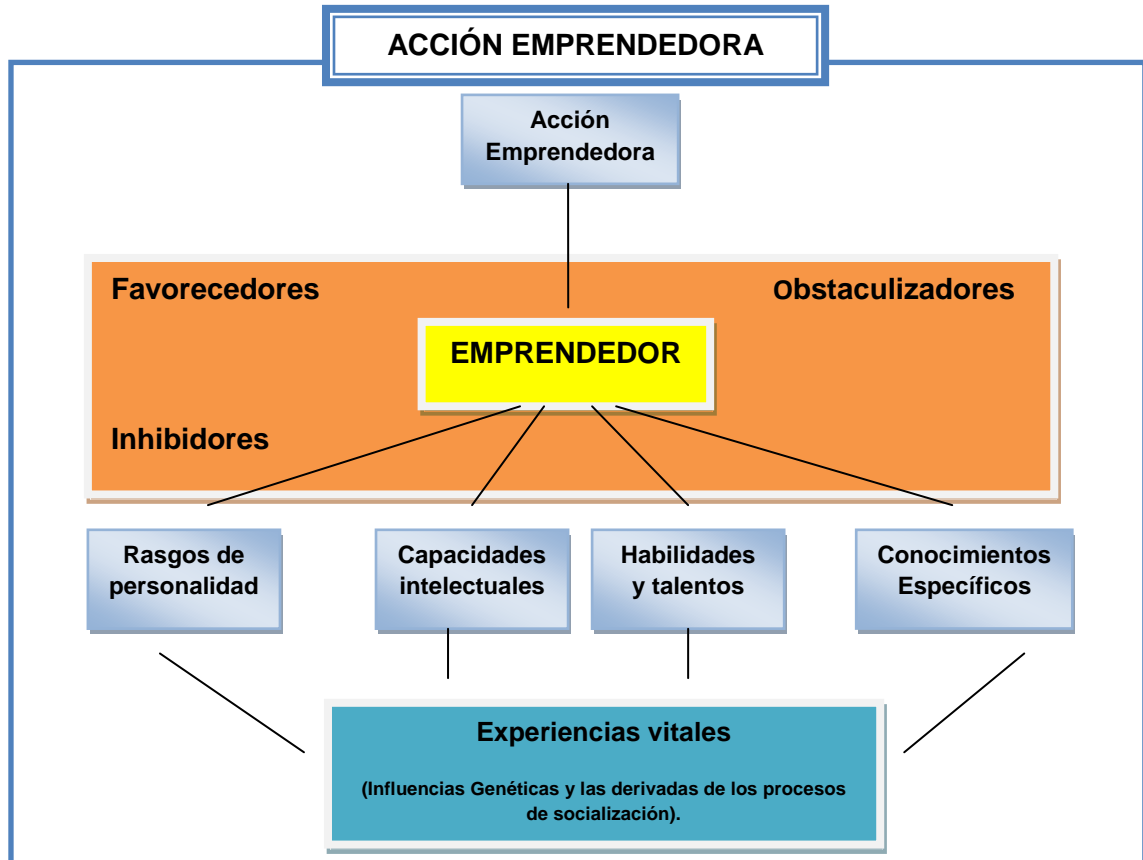 ACCIÓN EMPRENDEDORA
Acción
Emprendedora
Favorecedores
Obstaculizadores
EMPRENDEDOR
Inhibidores
Rasgos de
personalidad
Capacidades
intelectuales
Habilidades
y talentos
Conocimientos
Específicos
Experiencias vitales
(Influencias Genéticas y las derivadas de los procesos
de socialización).